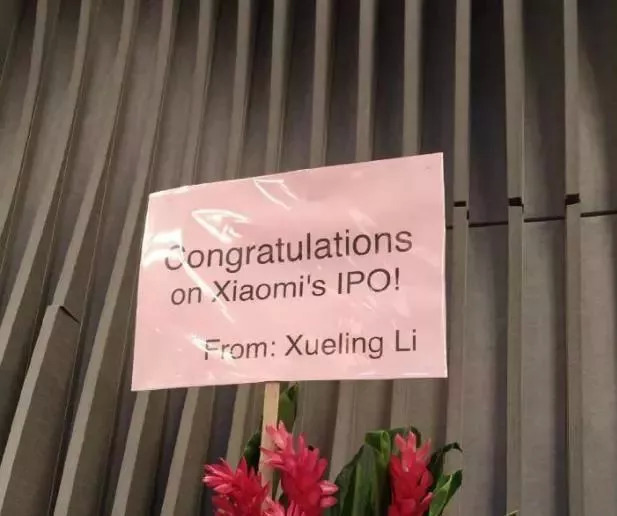 Congratulations
on Xiaomi's IPO!
From: Xueling Li